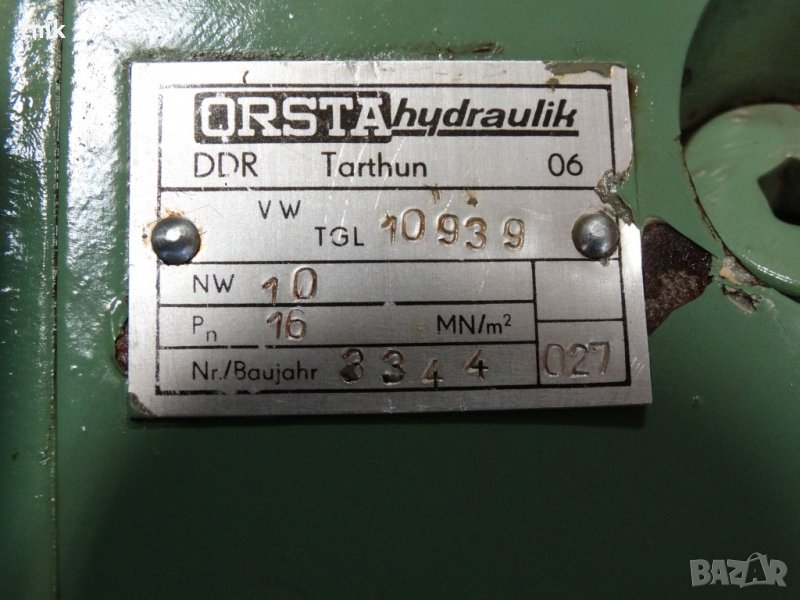 mk
ORSTA hydraulik
DDR Tarthun 06
VW
TGL 10939
NW 10
Pn 16 MN/m²
Nr./Baujahr 3344 027
BAZAR